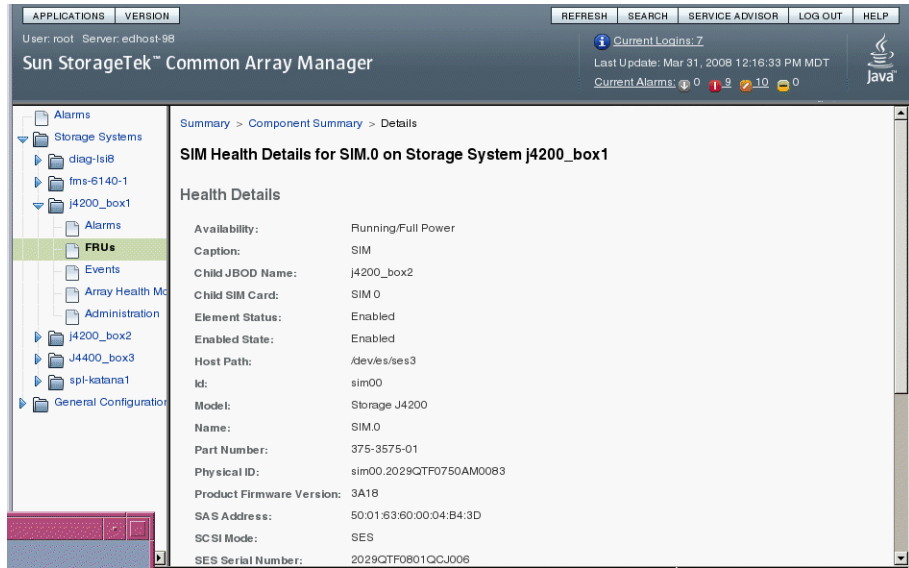 APPLICATIONS VERSION REFRESH SEARCH SERVICE ADVISOR LOG OUT HELP
User: root Server: edhost-98
Sun StorageTek™ Common Array Manager
Current Logins: 7
Last Update: Mar 31, 2008 12:16:33 PM MDT
Current Alarms: 0 9 10 0
Java™
Alarms
Storage Systems
diag-lsi8
fms-6140-1
j4200_box1
Alarms
FRUs
Events
Array Health Mo
Administration
j4200_box2
J4400_box3
spl-katana1
General Configuration
Summary > Component Summary > Details
SIM Health Details for SIM.0 on Storage System j4200_box1
Health Details
Availability: Running/Full Power
Caption: SIM
Child JBOD Name: j4200_box2
Child SIM Card: SIM 0
Element Status: Enabled
Enabled State: Enabled
Host Path: /dev/es/ses3
Id: sim00
Model: Storage J4200
Name: SIM.0
Part Number: 375-3575-01
Physical ID: sim00.2029QTF0750AM0083
Product Firmware Version: 3A18
SAS Address: 50:01:63:60:00:04:B4:3D
SCSI Mode: SES
SES Serial Number: 2029QTF0801QCJ006